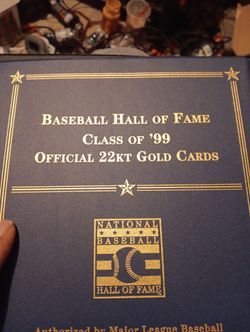 BASEBALL HALL OF FAME
CLASS OF '99
OFFICIAL 22KT GOLD CARDS
NATIONAL
BASEBALL
HALL OF FAME
Authorized by Major League Baseball